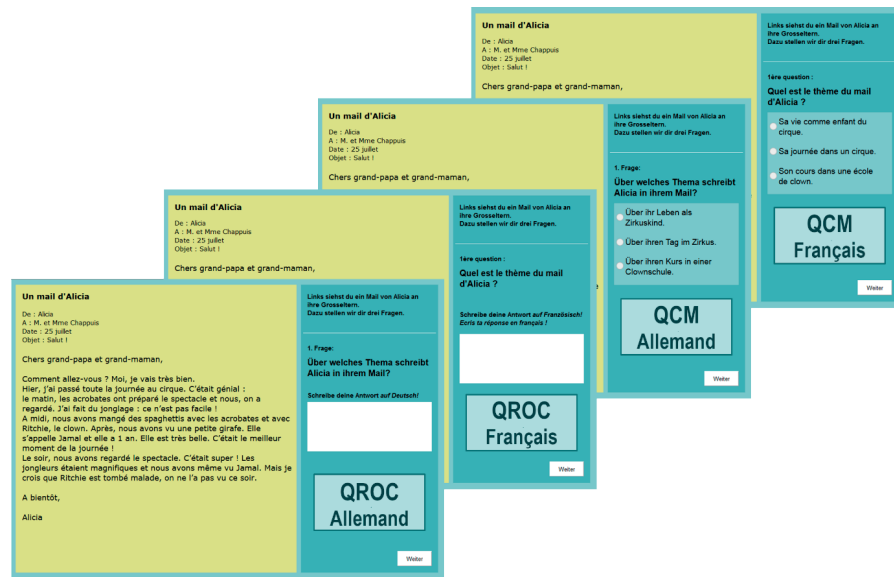 Un mail d'Alicia
De : Alicia
A : M. et Mme Chappuis
Date : 25 juillet
Objet : Salut !
Chers grand-papa et grand-maman,
Links siehst du ein Mail von Alicia an
ihre Grosseltern.
Dazu stellen wir dir drei Fragen.
1ère question :
Quel est le thème du mail
d'Alicia ?
Sa vie comme enfant du
cirque.
Sa journée dans un cirque.
Son cours dans une école
de clown.
QCM
Français
Weiter
Un mail d'Alicia
De : Alicia
A : M. et Mme Chappuis
Date : 25 juillet
Objet : Salut !
Chers grand-papa et grand-maman,
Links siehst du ein Mail von Alicia an
ihre Grosseltern.
Dazu stellen wir dir drei Fragen.
1. Frage:
Über welches Thema schreibt
Alicia in ihrem Mail?
Über ihr Leben als
Zirkuskind.
Über ihren Tag im Zirkus.
Über ihren Kurs in einer
Clownschule.
QCM
Allemand
Weiter
Un mail d'Alicia
De : Alicia
A : M. et Mme Chappuis
Date : 25 juillet
Objet : Salut !
Chers grand-papa et grand-maman,
Links siehst du ein Mail von Alicia an
ihre Grosseltern.
Dazu stellen wir dir drei Fragen.
1ère question :
Quel est le thème du mail
d'Alicia ?
Schreibe deine Antwort auf Französisch!
Ecris ta réponse en français !
QROC
Français
Weiter
Un mail d'Alicia
De : Alicia
A : M. et Mme Chappuis
Date : 25 juillet
Objet : Salut !
Chers grand-papa et grand-maman,
Comment allez-vous ? Moi, je vais très bien.
Hier, j'ai passé toute la journée au cirque. C'était génial :
le matin, les acrobates ont préparé le spectacle et nous, on a
regardé. J'ai fait du jonglage : ce n'est pas facile !
A midi, nous avons mangé des spaghettis avec les acrobates et avec
Ritchie, le clown. Après, nous avons vu une petite girafe. Elle
s'appelle Jamal et elle a 1 an. Elle est très belle. C'était le meilleur
moment de la journée !
Le soir, nous avons regardé le spectacle. C'était super ! Les
jongleurs étaient magnifiques et nous avons même vu Jamal. Mais je
crois que Ritchie est tombé malade, on ne l'a pas vu ce soir.
A bientôt,
Alicia
Links siehst du ein Mail von Alicia an
ihre Grosseltern.
Dazu stellen wir dir drei Fragen.
1. Frage:
Über welches Thema schreibt
Alicia in ihrem Mail?
Schreibe deine Antwort auf Deutsch!
QROC
Allemand
Weiter